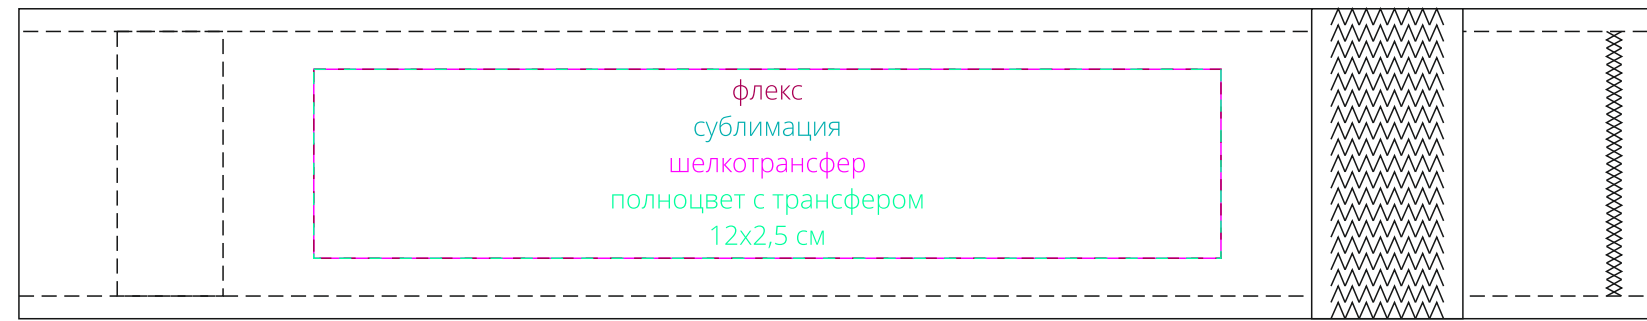 флекс
сублимация
шелкотрансфер
полноцвет с трансфером
12х2,5 см